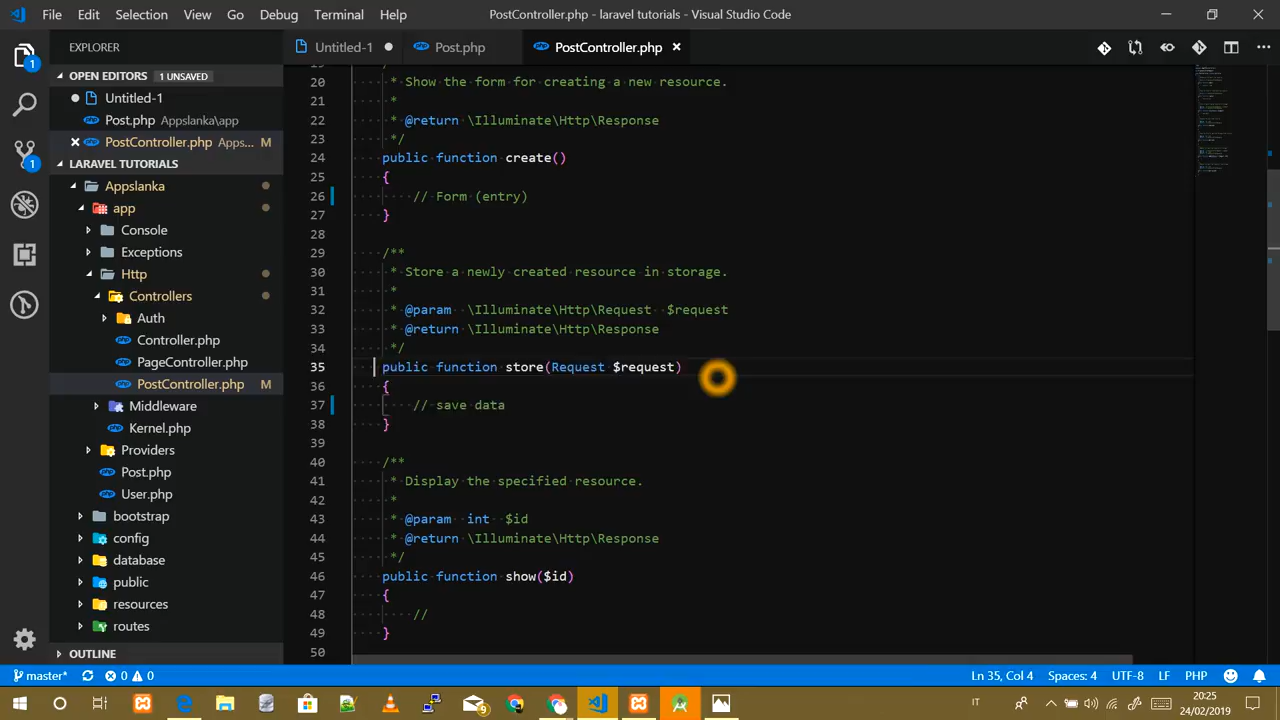 File Edit Selection View Go Debug Terminal Help PostController.php - laravel tutorials - Visual Studio Code
EXPLORER
Untitled-1 Post.php PostController.php
OPEN EDITORS 1 UNSAVED
Untitled-1
Post.php Appslanka\app
PostController.php Apps... M
LARAVEL TUTORIALS
Appslanka
app
Console
Exceptions
Http
Controllers
Auth
Controller.php
PageController.php
PostController.php M
Middleware
Kernel.php
Providers
Post.php
User.php
bootstrap
config
database
public
resources
routes
OUTLINE
19
20 * Show the form for creating a new resource.
21 *
22 * @return \Illuminate\Http\Response
23 */
24 public function create()
25 {
26 // Form (entry)
27 }
28
29 /**
30 * Store a newly created resource in storage.
31 *
32 * @param \Illuminate\Http\Request $request
33 * @return \Illuminate\Http\Response
34 */
35 public function store(Request $request)
36 {
37 // save data
38 }
39
40 /**
41 * Display the specified resource.
42 *
43 * @param int $id
44 * @return \Illuminate\Http\Response
45 */
46 public function show($id)
47 {
48 //
49 }
50
master* 0 0 Ln 35, Col 4 Spaces: 4 UTF-8 LF PHP
IT 20:25
24/02/2019